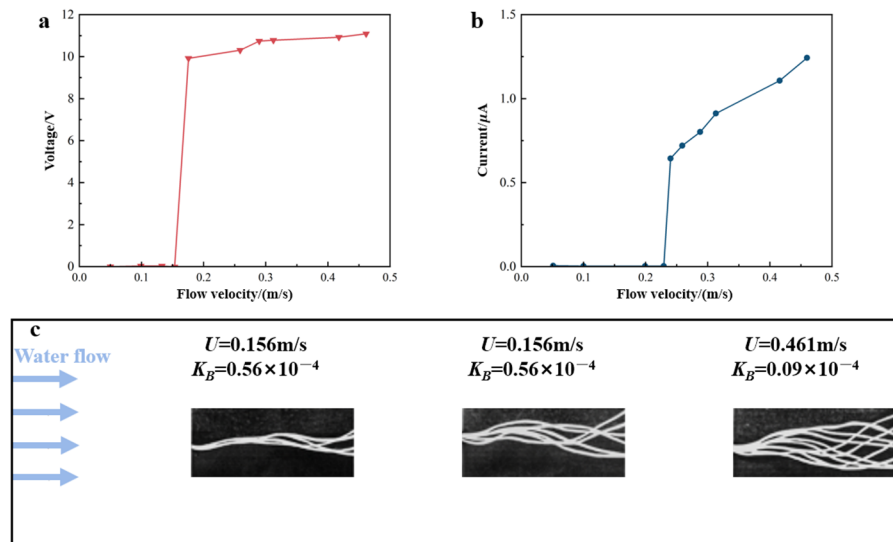 a
12
10
8
6
4
2
0
Voltage/V
0.0 0.1 0.2 0.3 0.4 0.5
Flow velocity/(m/s)
b
1.5
1.0
0.5
0.0
Current/μA
0.0 0.1 0.2 0.3 0.4 0.5
Flow velocity/(m/s)
c
Water flow
U=0.156m/s
K_B=0.56×10⁻⁴
U=0.156m/s
K_B=0.56×10⁻⁴
U=0.461m/s
K_B=0.09×10⁻⁴